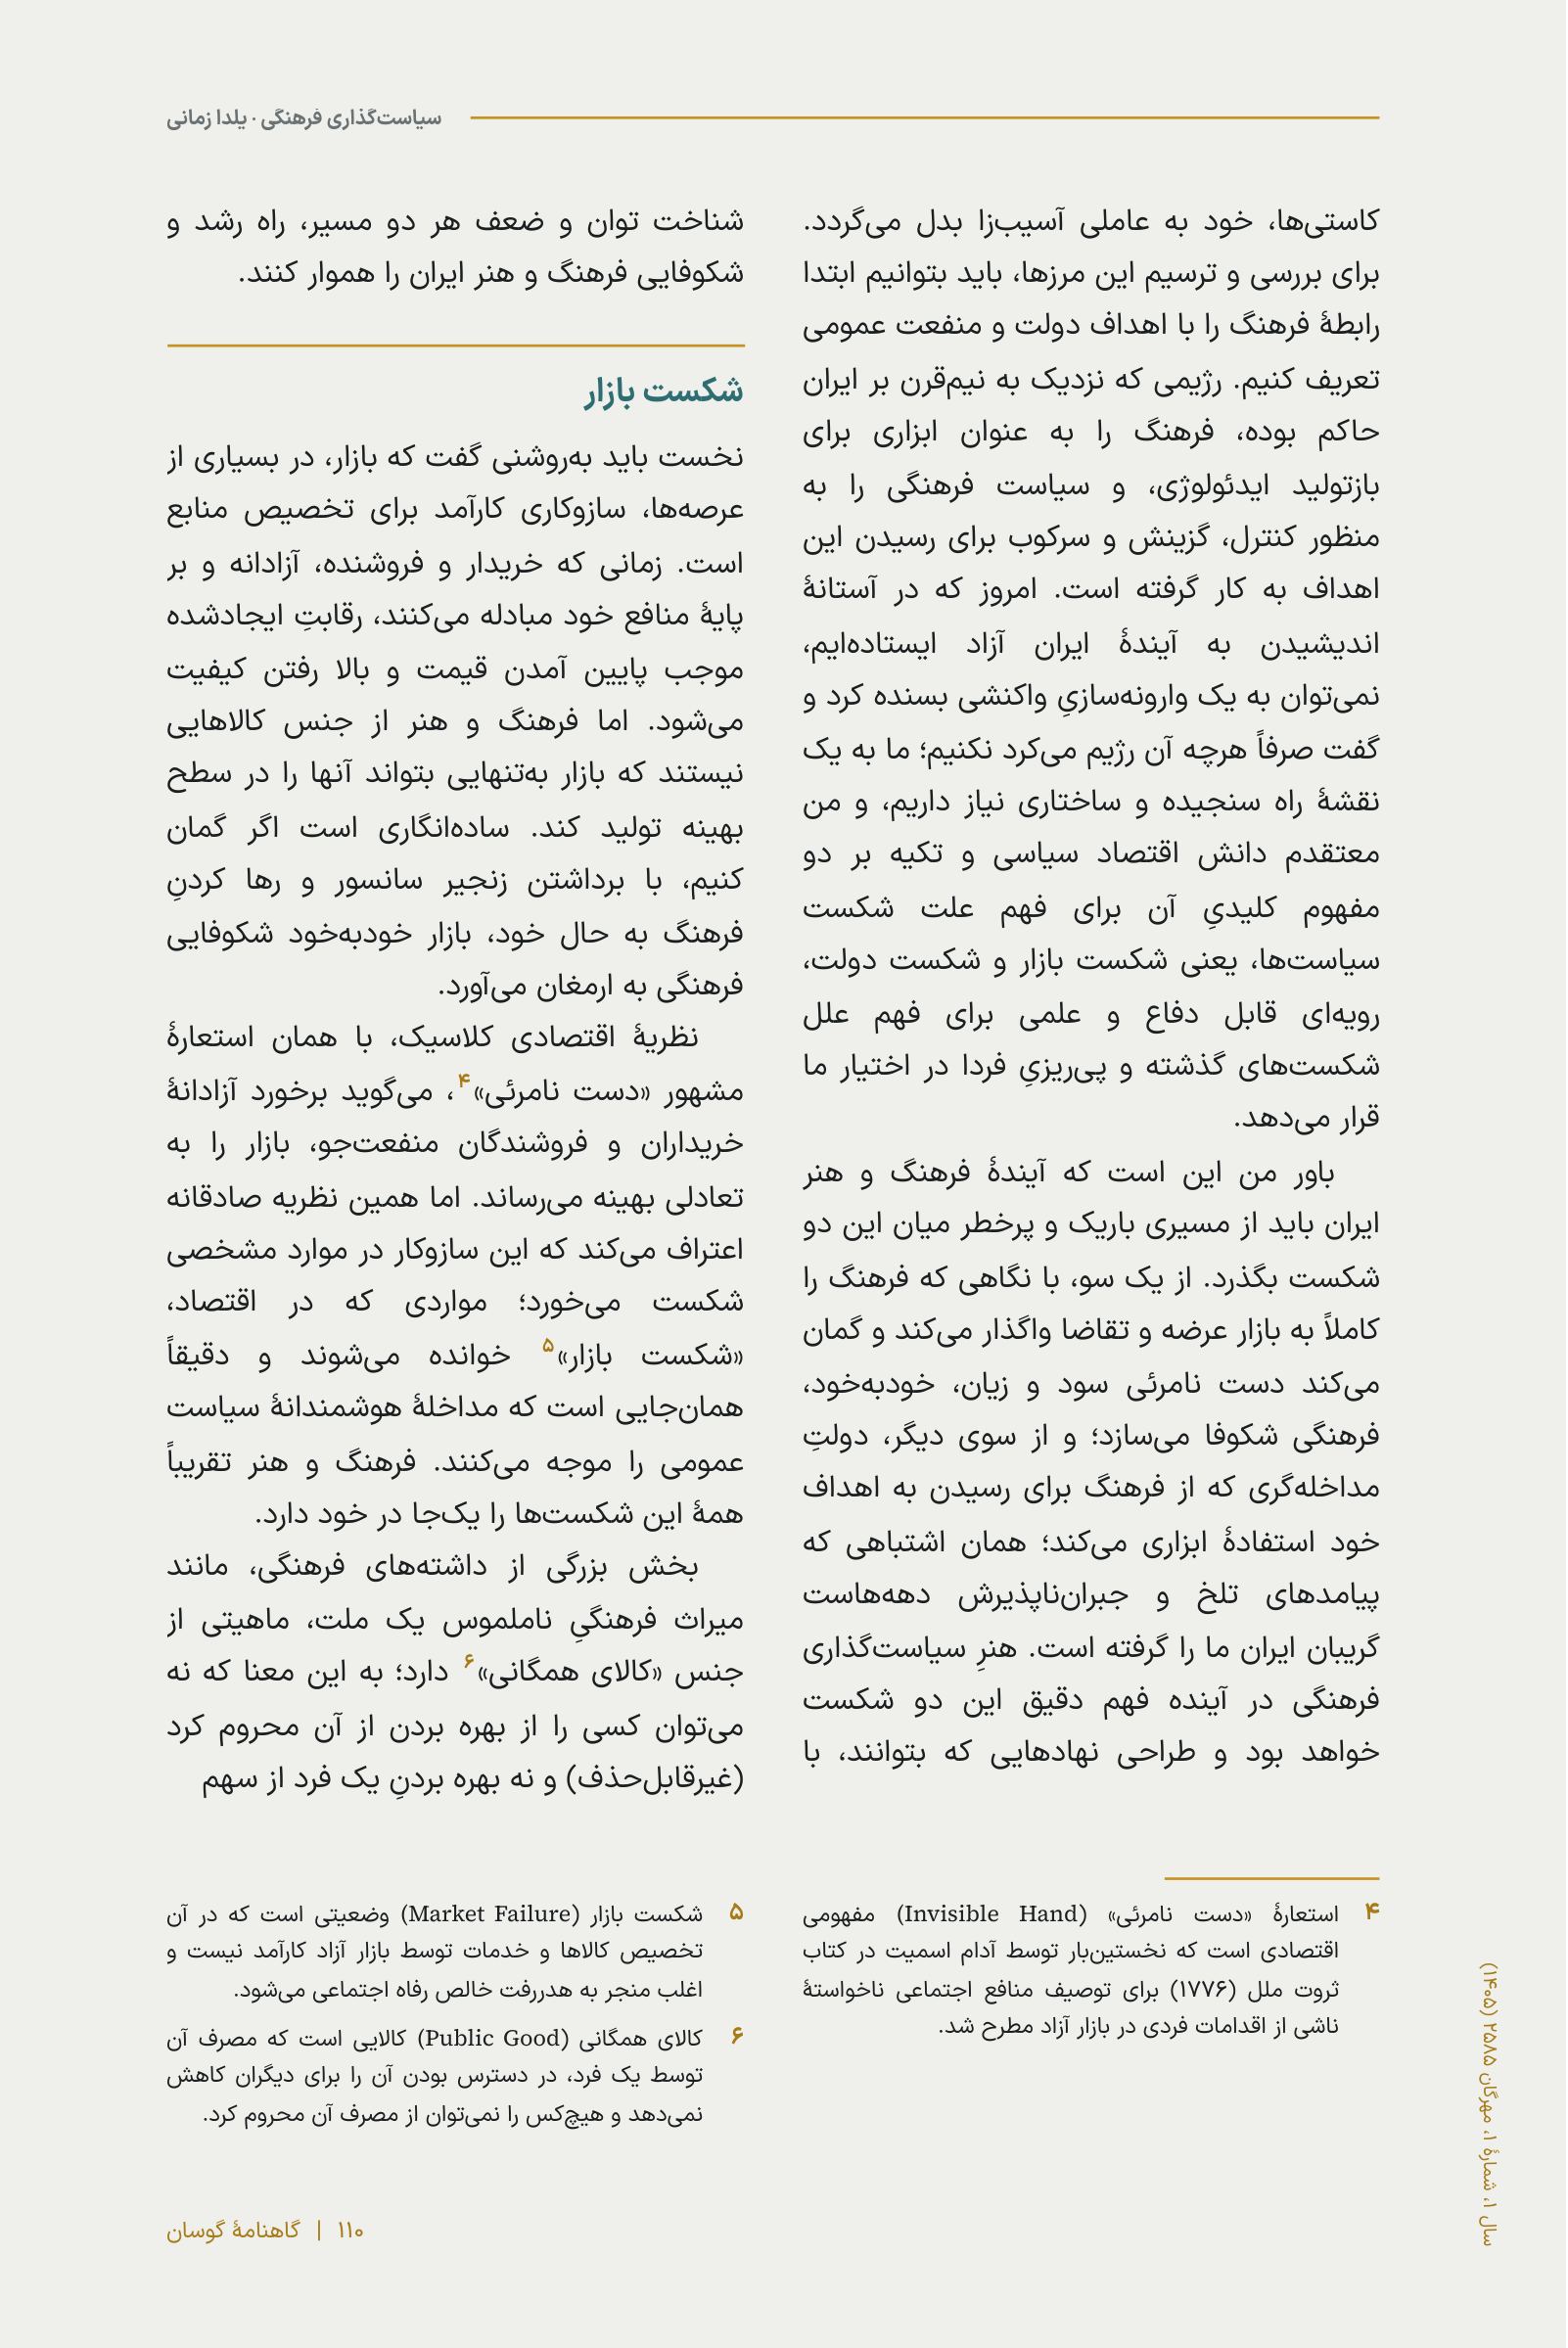 سیاست‌گذاری فرهنگی · یلدا زمانی
کاستی‌ها، خود به عاملی آسیب‌زا بدل می‌گردد.
برای بررسی و ترسیم این مرزها، باید بتوانیم ابتدا
رابطهٔ فرهنگ را با اهداف دولت و منفعت عمومی
تعریف کنیم. رژیمی که نزدیک به نیم‌قرن بر ایران
حاکم بوده، فرهنگ را به عنوان ابزاری برای
بازتولید ایدئولوژی، و سیاست فرهنگی را به
منظور کنترل، گزینش و سرکوب برای رسیدن این
اهداف به کار گرفته است. امروز که در آستانهٔ
اندیشیدن به آیندهٔ ایران آزاد ایستاده‌ایم،
نمی‌توان به یک وارونه‌سازیِ واکنشی بسنده کرد و
گفت صرفاً هرچه آن رژیم می‌کرد نکنیم؛ ما به یک
نقشهٔ راه سنجیده و ساختاری نیاز داریم، و من
معتقدم دانش اقتصاد سیاسی و تکیه بر دو
مفهوم کلیدیِ آن برای فهم علت شکست
سیاست‌ها، یعنی شکست بازار و شکست دولت،
رویه‌ای قابل دفاع و علمی برای فهم علل
شکست‌های گذشته و پی‌ریزیِ فردا در اختیار ما
قرار می‌دهد.
باور من این است که آیندهٔ فرهنگ و هنر
ایران باید از مسیری باریک و پرخطر میان این دو
شکست بگذرد. از یک سو، با نگاهی که فرهنگ را
کاملاً به بازار عرضه و تقاضا واگذار می‌کند و گمان
می‌کند دست نامرئی سود و زیان، خودبه‌خود،
فرهنگی شکوفا می‌سازد؛ و از سوی دیگر، دولتِ
مداخله‌گری که از فرهنگ برای رسیدن به اهداف
خود استفادهٔ ابزاری می‌کند؛ همان اشتباهی که
پیامدهای تلخ و جبران‌ناپذیرش دهه‌هاست
گریبان ایران ما را گرفته است. هنرِ سیاست‌گذاری
فرهنگی در آینده فهم دقیق این دو شکست
خواهد بود و طراحی نهادهایی که بتوانند، با
شناخت توان و ضعف هر دو مسیر، راه رشد و
شکوفایی فرهنگ و هنر ایران را هموار کنند.
شکست بازار
نخست باید به‌روشنی گفت که بازار، در بسیاری از
عرصه‌ها، سازوکاری کارآمد برای تخصیص منابع
است. زمانی که خریدار و فروشنده، آزادانه و بر
پایهٔ منافع خود مبادله می‌کنند، رقابتِ ایجادشده
موجب پایین آمدن قیمت و بالا رفتن کیفیت
می‌شود. اما فرهنگ و هنر از جنس کالاهایی
نیستند که بازار به‌تنهایی بتواند آنها را در سطح
بهینه تولید کند. ساده‌انگاری است اگر گمان
کنیم، با برداشتن زنجیر سانسور و رها کردنِ
فرهنگ به حال خود، بازار خودبه‌خود شکوفایی
فرهنگی به ارمغان می‌آورد.
نظریهٔ اقتصادی کلاسیک، با همان استعارهٔ
مشهور «دست نامرئی»۴، می‌گوید برخورد آزادانهٔ
خریداران و فروشندگان منفعت‌جو، بازار را به
تعادلی بهینه می‌رساند. اما همین نظریه صادقانه
اعتراف می‌کند که این سازوکار در موارد مشخصی
شکست می‌خورد؛ مواردی که در اقتصاد،
«شکست بازار»۵ خوانده می‌شوند و دقیقاً
همان‌جایی است که مداخلهٔ هوشمندانهٔ سیاست
عمومی را موجه می‌کنند. فرهنگ و هنر تقریباً
همهٔ این شکست‌ها را یک‌جا در خود دارد.
بخش بزرگی از داشته‌های فرهنگی، مانند
میراث فرهنگیِ ناملموس یک ملت، ماهیتی از
جنس «کالای همگانی»۶ دارد؛ به این معنا که نه
می‌توان کسی را از بهره بردن از آن محروم کرد
(غیرقابل‌حذف) و نه بهره بردنِ یک فرد از سهم
۴ استعارهٔ «دست نامرئی» (Invisible Hand) مفهومی
اقتصادی است که نخستین‌بار توسط آدام اسمیت در کتاب
ثروت ملل (۱۷۷۶) برای توصیف منافع اجتماعی ناخواستهٔ
ناشی از اقدامات فردی در بازار آزاد مطرح شد.
۵ شکست بازار (Market Failure) وضعیتی است که در آن
تخصیص کالاها و خدمات توسط بازار آزاد کارآمد نیست و
اغلب منجر به هدررفت خالص رفاه اجتماعی می‌شود.
۶ کالای همگانی (Public Good) کالایی است که مصرف آن
توسط یک فرد، در دسترس بودن آن را برای دیگران کاهش
نمی‌دهد و هیچ‌کس را نمی‌توان از مصرف آن محروم کرد.
سال ۱، شمارهٔ ۱، مهرگان ۲۵۸۵ (۱۴۰۵)
۱۱۰ | گاهنامهٔ گوسان